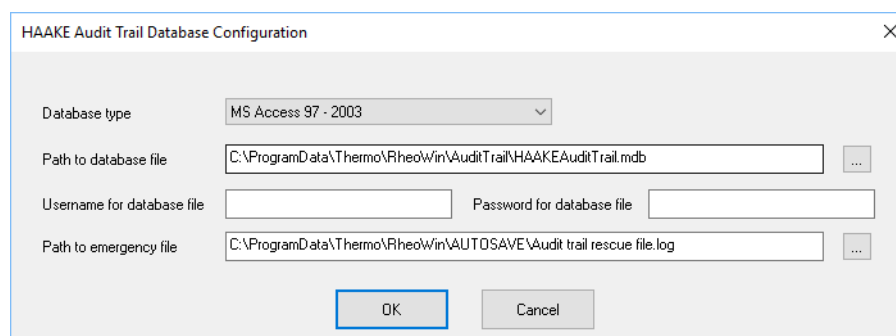 HAAKE Audit Trail Database Configuration
Database type MS Access 97 - 2003
Path to database file C:\ProgramData\Thermo\RheoWin\AuditTrail\HAAKEAuditTrail.mdb ...
Username for database file Password for database file
Path to emergency file C:\ProgramData\Thermo\RheoWin\AUTOSAVE\Audit trail rescue file.log ...
OK Cancel